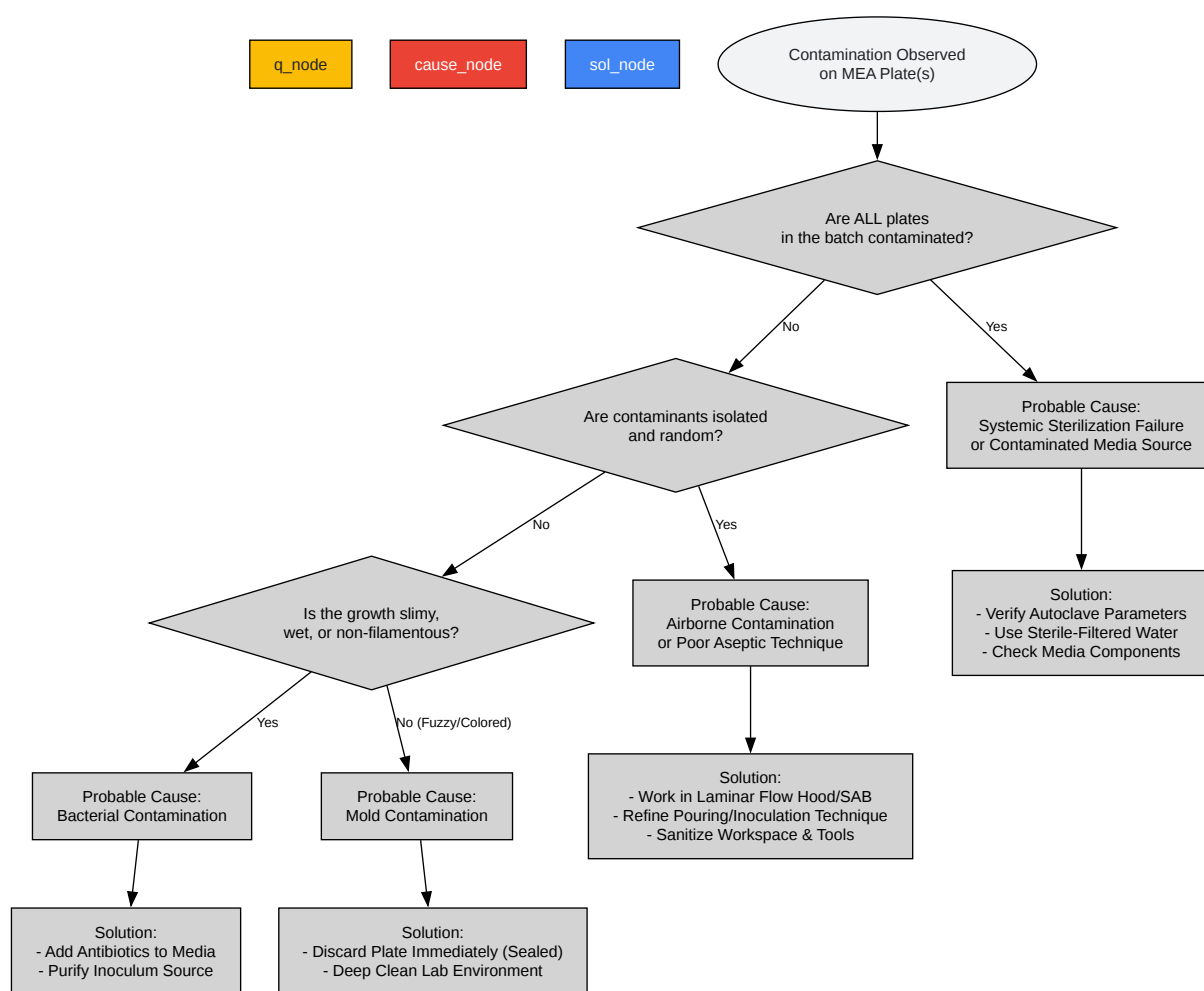 q_node
cause_node
sol_node
Contamination Observed
on MEA Plate(s)
Are ALL plates
in the batch contaminated?
No
Yes
Are contaminants isolated
and random?
Probable Cause:
Systemic Sterilization Failure
or Contaminated Media Source
No
Yes
Is the growth slimy,
wet, or non-filamentous?
Probable Cause:
Airborne Contamination
or Poor Aseptic Technique
Solution:
- Verify Autoclave Parameters
- Use Sterile-Filtered Water
- Check Media Components
Yes
No (Fuzzy/Colored)
Probable Cause:
Bacterial Contamination
Probable Cause:
Mold Contamination
Solution:
- Work in Laminar Flow Hood/SAB
- Refine Pouring/Inoculation Technique
- Sanitize Workspace & Tools
Solution:
- Add Antibiotics to Media
- Purify Inoculum Source
Solution:
- Discard Plate Immediately (Sealed)
- Deep Clean Lab Environment